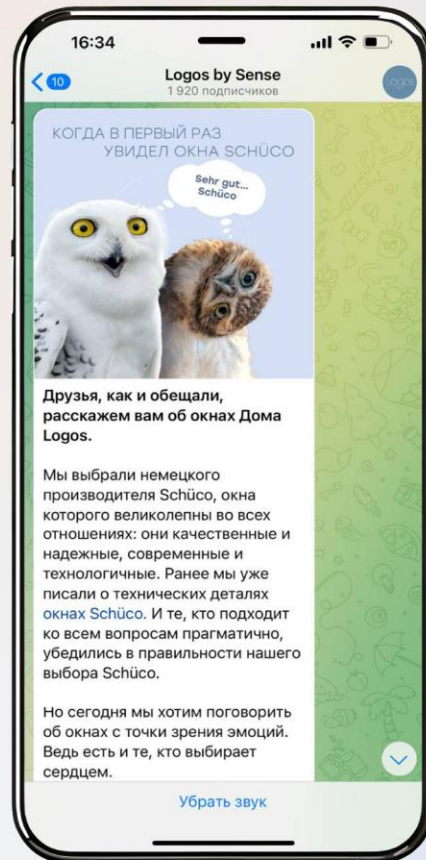 16:34
10
Logos by Sense
1 920 подписчиков
Logos
КОГДА В ПЕРВЫЙ РАЗ
УВИДЕЛ ОКНА SCHÜCO
Sehr gut...
Schüco
Друзья, как и обещали,
расскажем вам об окнах Дома
Logos.
Мы выбрали немецкого
производителя Schüco, окна
которого великолепны во всех
отношениях: они качественные и
надежные, современные и
технологичные. Ранее мы уже
писали о технических деталях
окнах Schüco. И те, кто подходит
ко всем вопросам прагматично,
убедились в правильности нашего
выбора Schüco.
Но сегодня мы хотим поговорить
об окнах с точки зрения эмоций.
Ведь есть и те, кто выбирает
сердцем.
Убрать звук